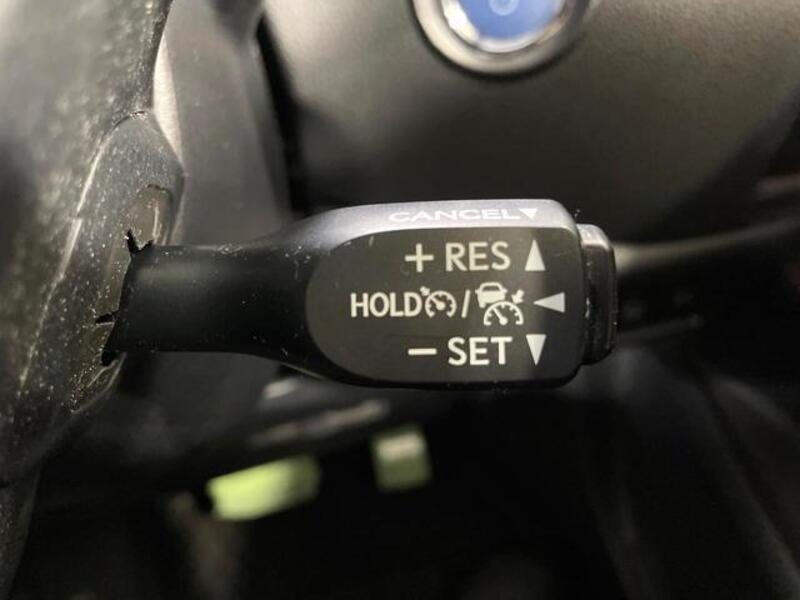 CANCEL▼
+ RES ▲
HOLD / ◀
− SET ▼